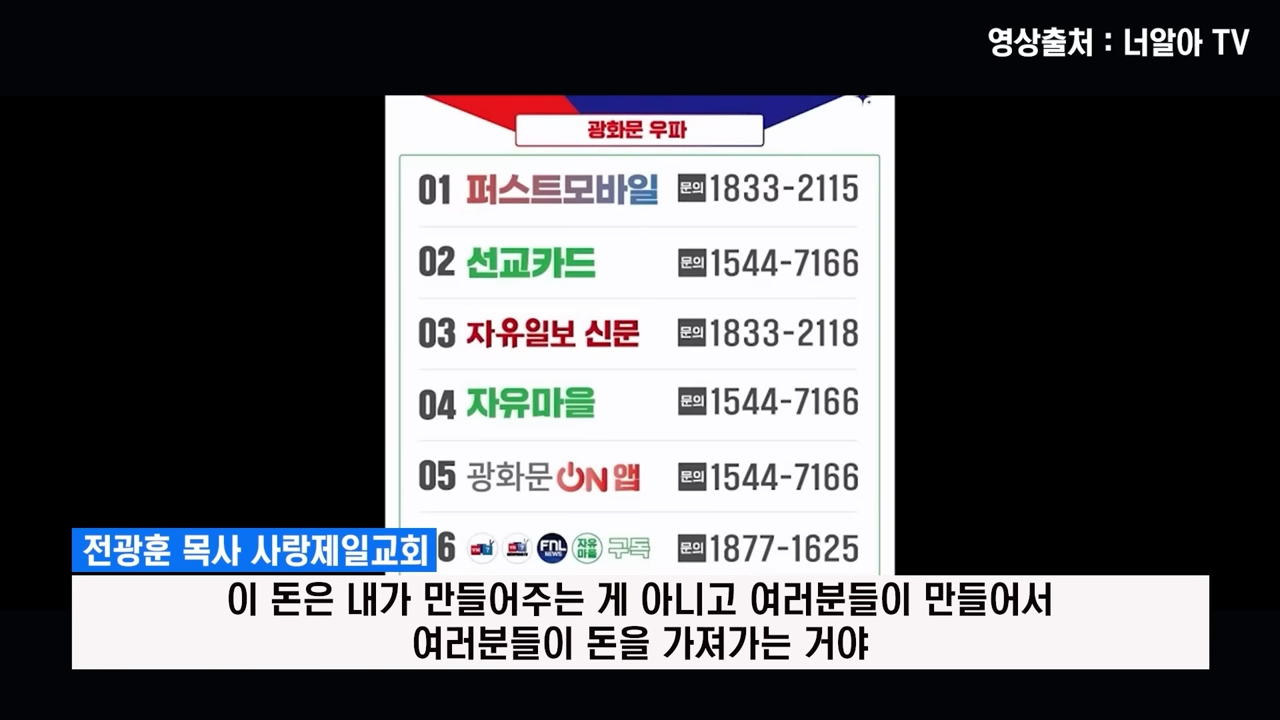 영상출처 : 너알아 TV
광화문 우파
01 퍼스트모바일 문의 1833-2115
02 선교카드 문의 1544-7166
03 자유일보 신문 문의 1833-2118
04 자유마을 문의 1544-7166
05 광화문ON 앱 문의 1544-7166
6 FNL NEWS 자유마을 구독 문의 1877-1625
전광훈 목사 사랑제일교회
이 돈은 내가 만들어주는 게 아니고 여러분들이 만들어서
여러분들이 돈을 가져가는 거야